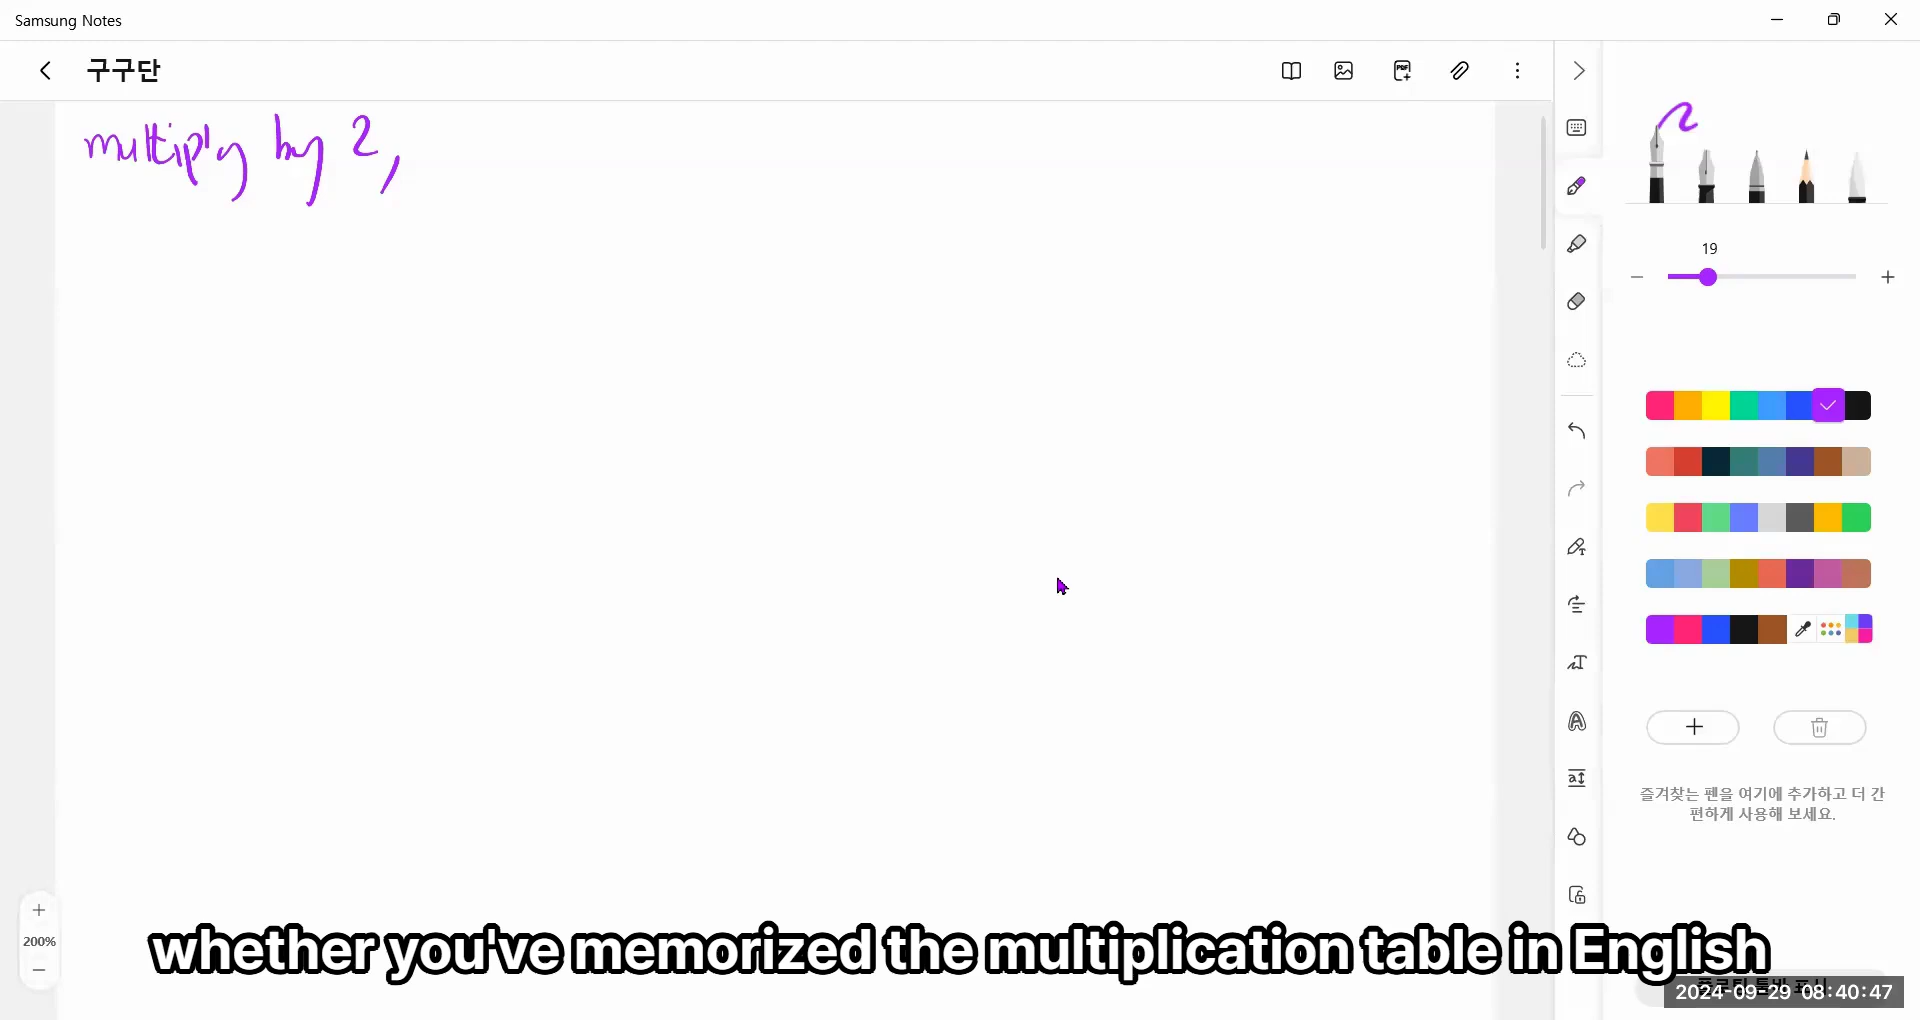 Samsung Notes
구구단
multiply by 2,
19
즐겨찾는 펜을 여기에 추가하고 더 간
편하게 사용해 보세요.
200%
whether you've memorized the multiplication table in English
2024-09-29 08:40:47